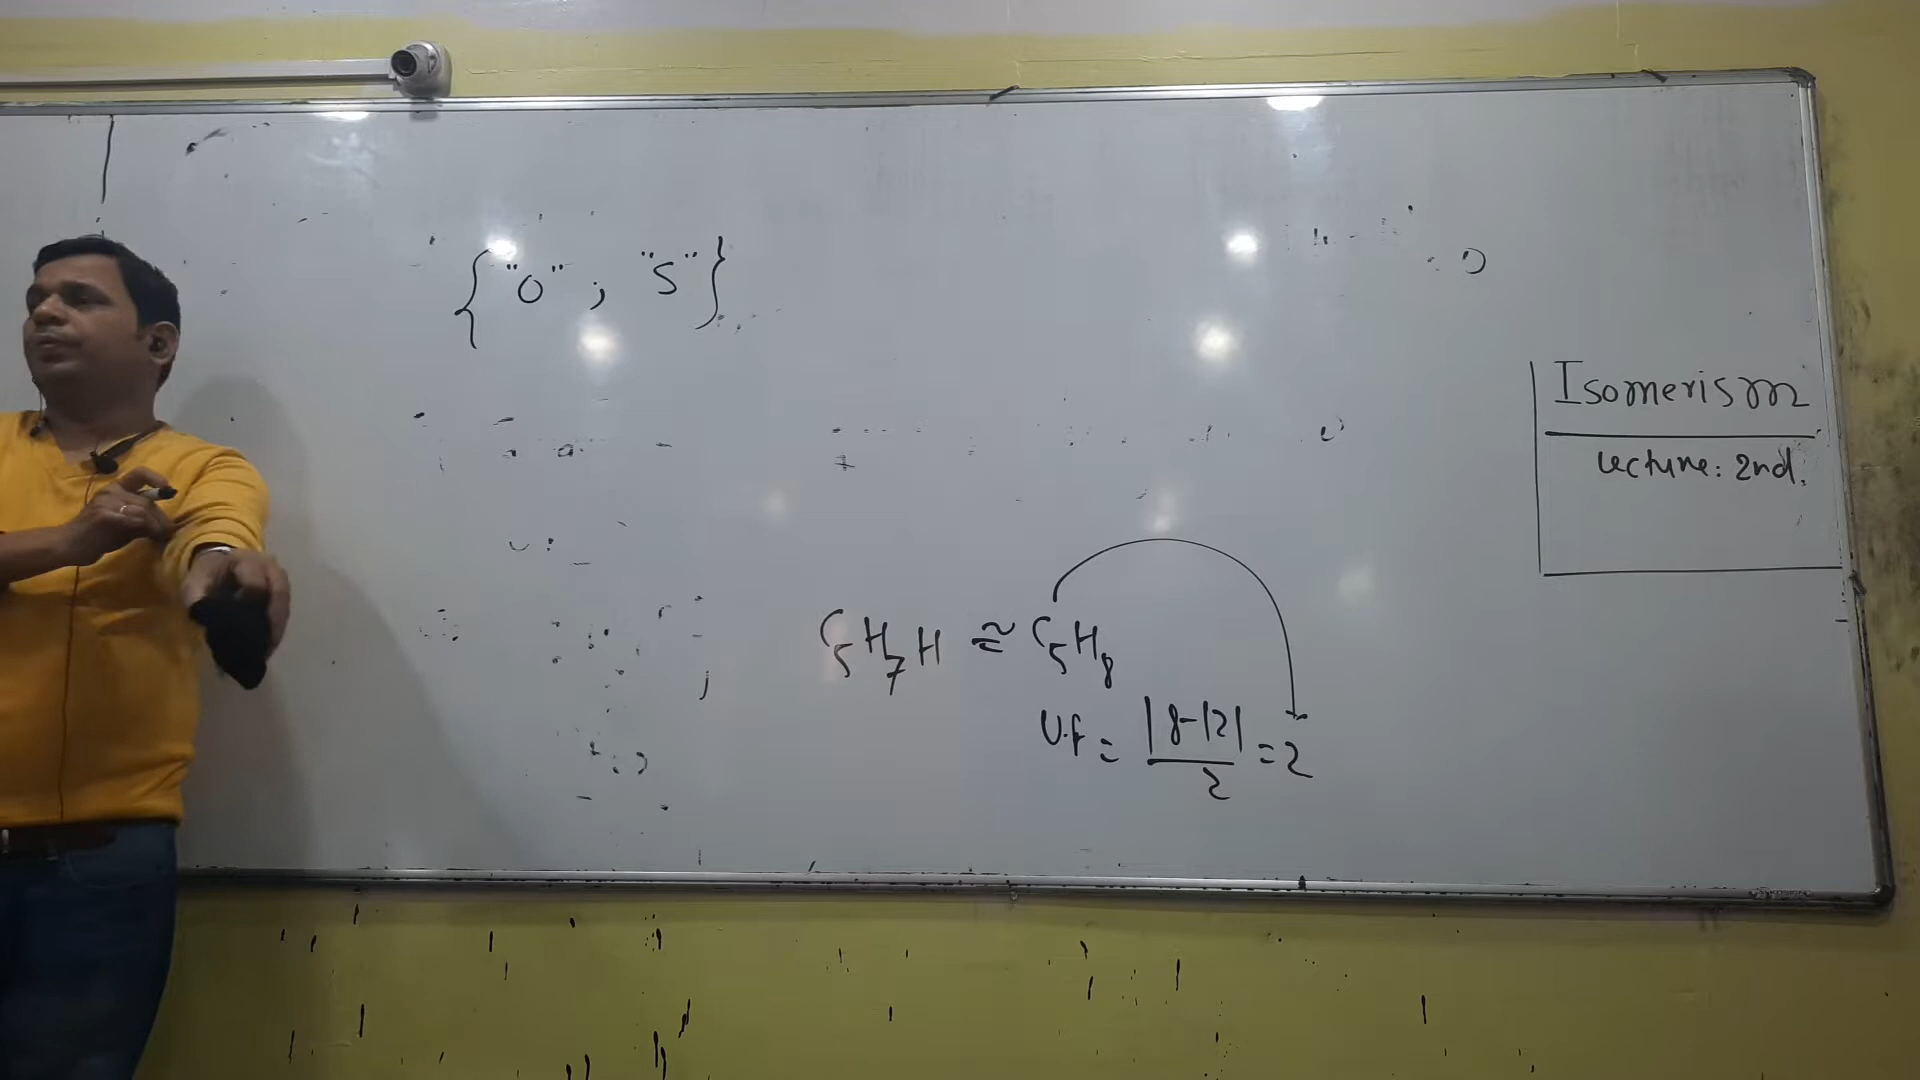 {"O" ; "S"}
Isomerism
Lecture: 2nd.
C5H7H ≅ C5H8
U.f = |8-12| / 2 = 2